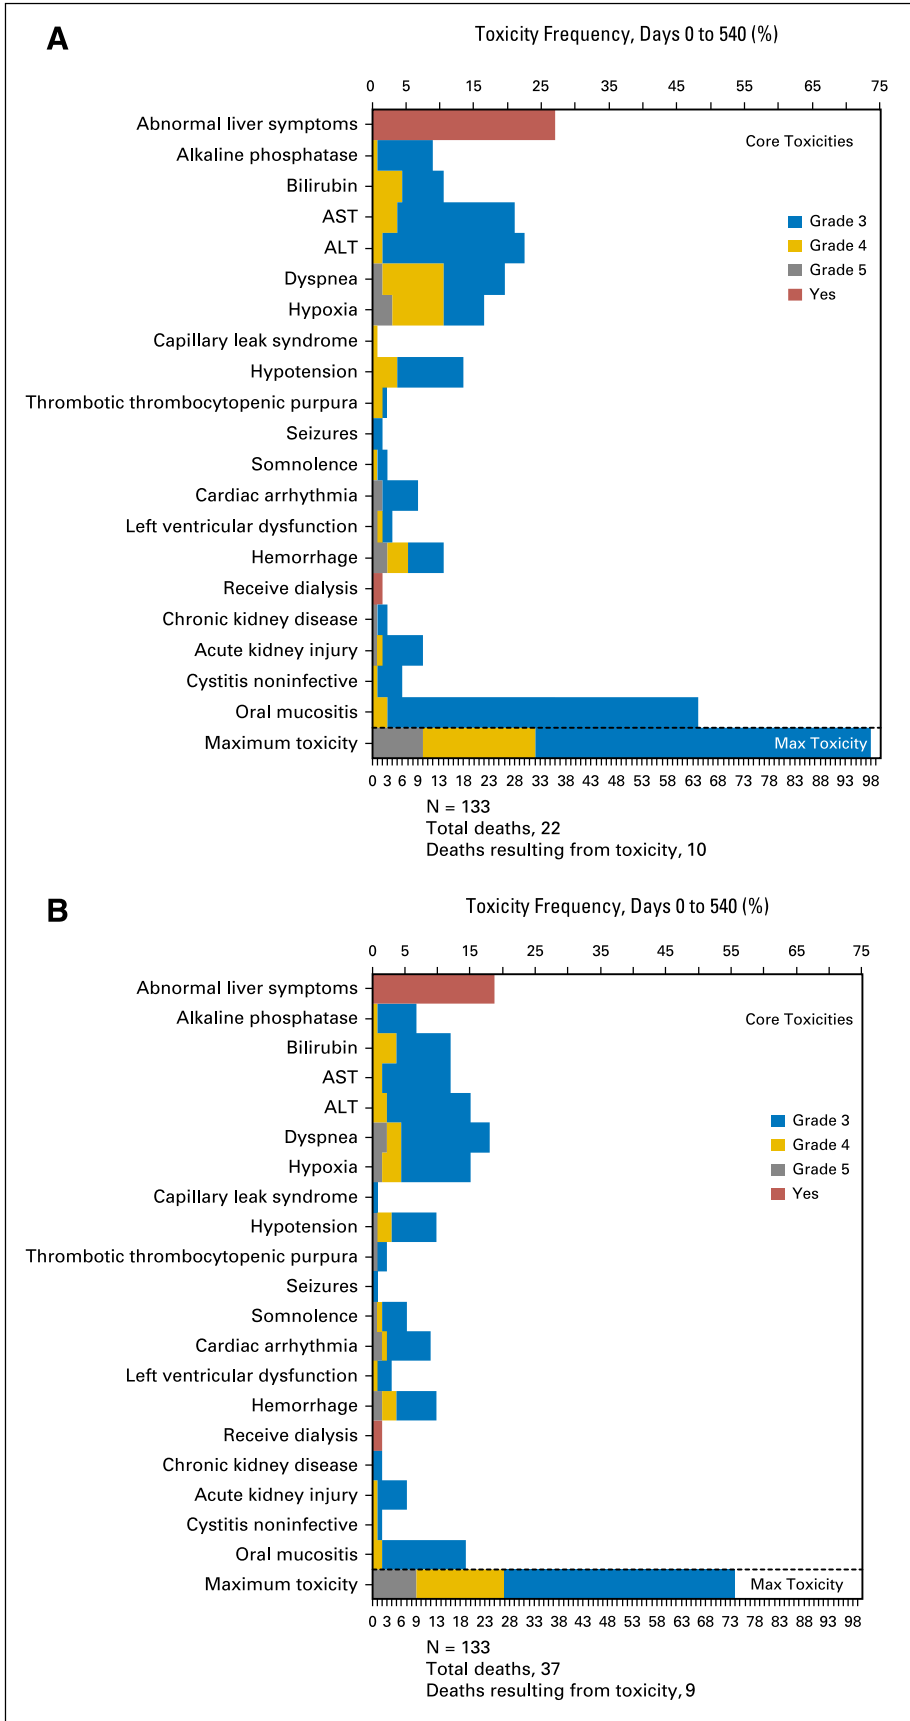 A
Toxicity Frequency, Days 0 to 540 (%)
0 5 15 25 35 45 55 65 75
Abnormal liver symptoms
Core Toxicities
Alkaline phosphatase
Bilirubin
AST
Grade 3
ALT
Grade 4
Dyspnea
Grade 5
Hypoxia
Yes
Capillary leak syndrome
Hypotension
Thrombotic thrombocytopenic purpura
Seizures
Somnolence
Cardiac arrhythmia
Left ventricular dysfunction
Hemorrhage
Receive dialysis
Chronic kidney disease
Acute kidney injury
Cystitis noninfective
Oral mucositis
Maximum toxicity
Max Toxicity
0 3 6 9 13 18 23 28 33 38 43 48 53 58 63 68 73 78 83 88 93 98
N = 133
Total deaths, 22
Deaths resulting from toxicity, 10
B
Toxicity Frequency, Days 0 to 540 (%)
0 5 15 25 35 45 55 65 75
Abnormal liver symptoms
Core Toxicities
Alkaline phosphatase
Bilirubin
AST
ALT
Grade 3
Dyspnea
Grade 4
Hypoxia
Grade 5
Capillary leak syndrome
Yes
Hypotension
Thrombotic thrombocytopenic purpura
Seizures
Somnolence
Cardiac arrhythmia
Left ventricular dysfunction
Hemorrhage
Receive dialysis
Chronic kidney disease
Acute kidney injury
Cystitis noninfective
Oral mucositis
Maximum toxicity
Max Toxicity
0 3 6 9 13 18 23 28 33 38 43 48 53 58 63 68 73 78 83 88 93 98
N = 133
Total deaths, 37
Deaths resulting from toxicity, 9